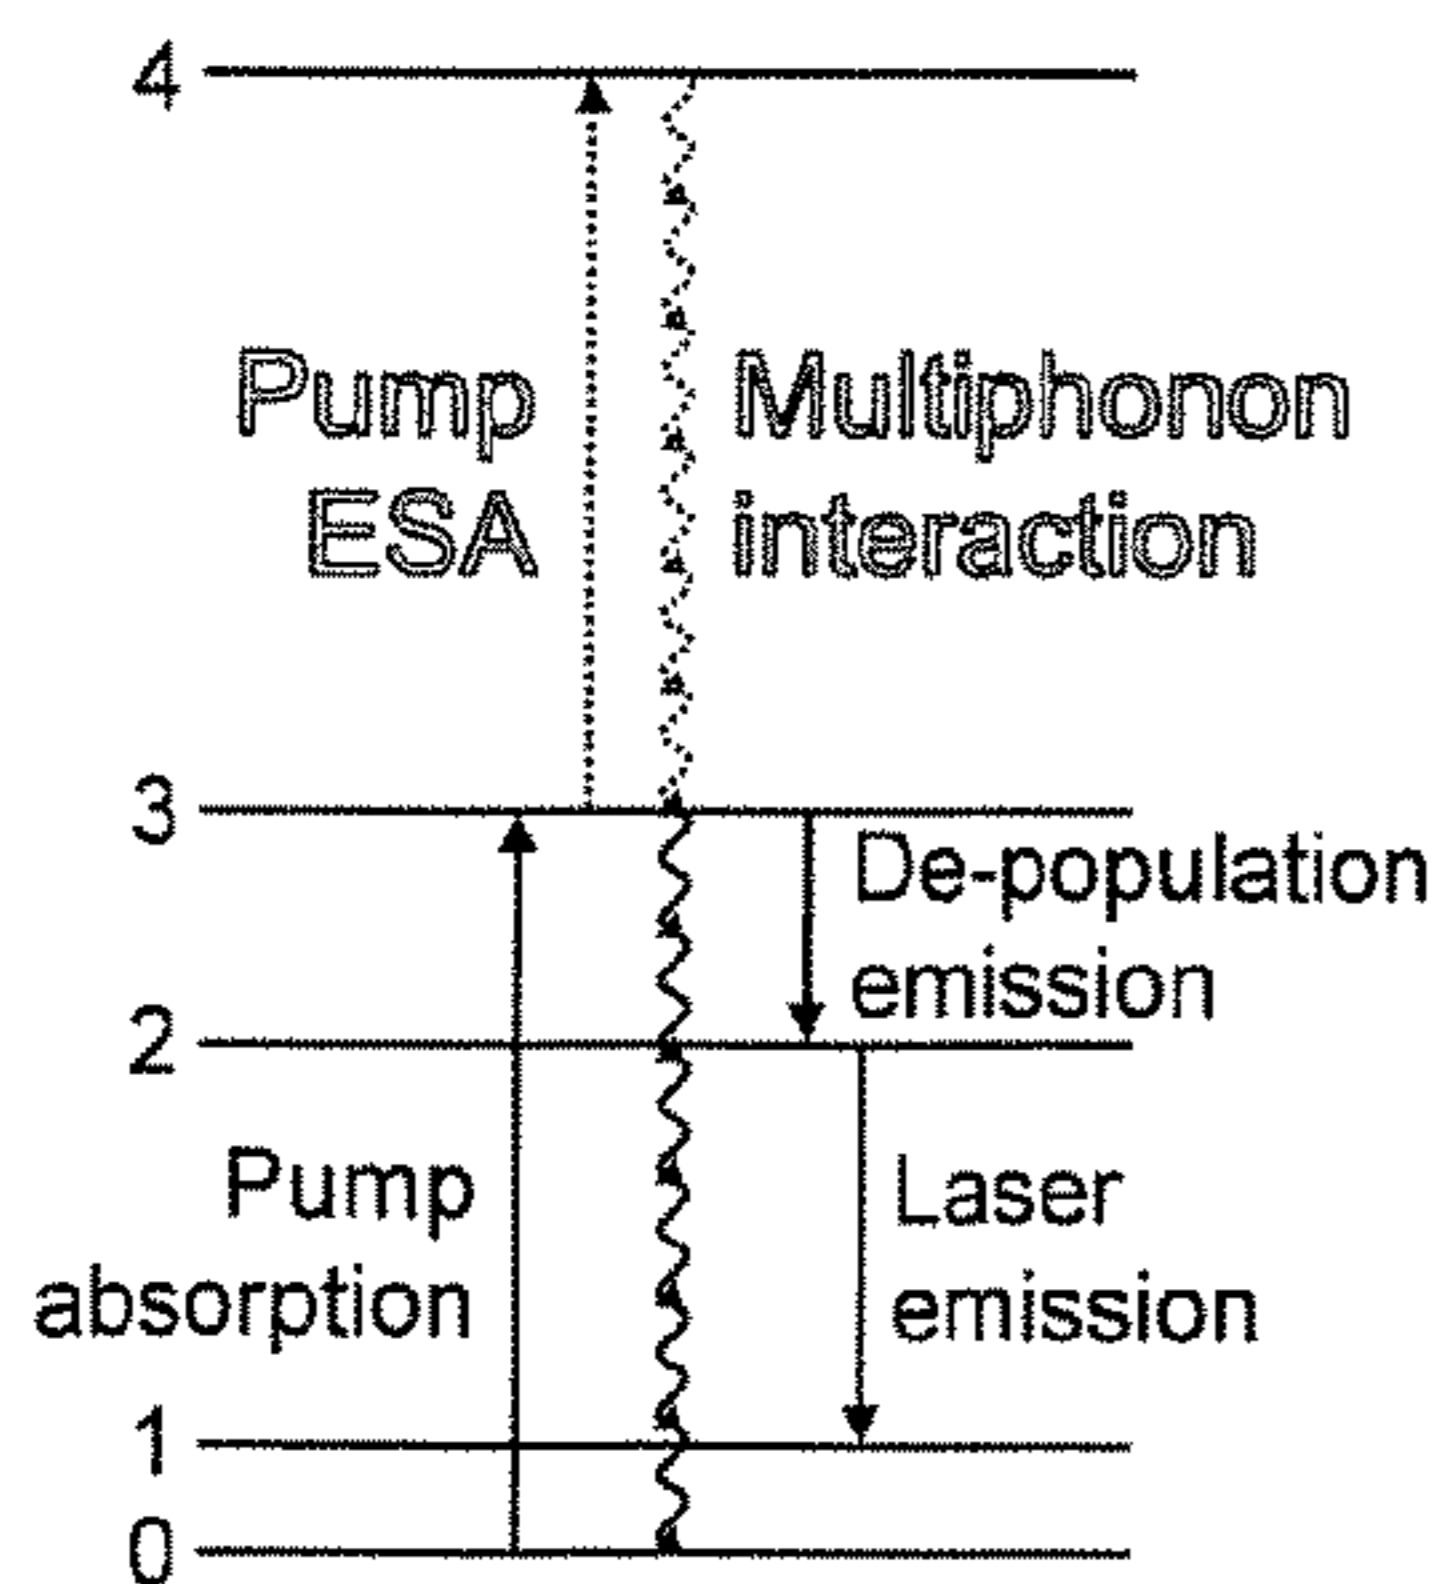 4
Pump
ESA
Multiphonon
interaction
3
De-population
emission
2
Pump
absorption
Laser
emission
1
0